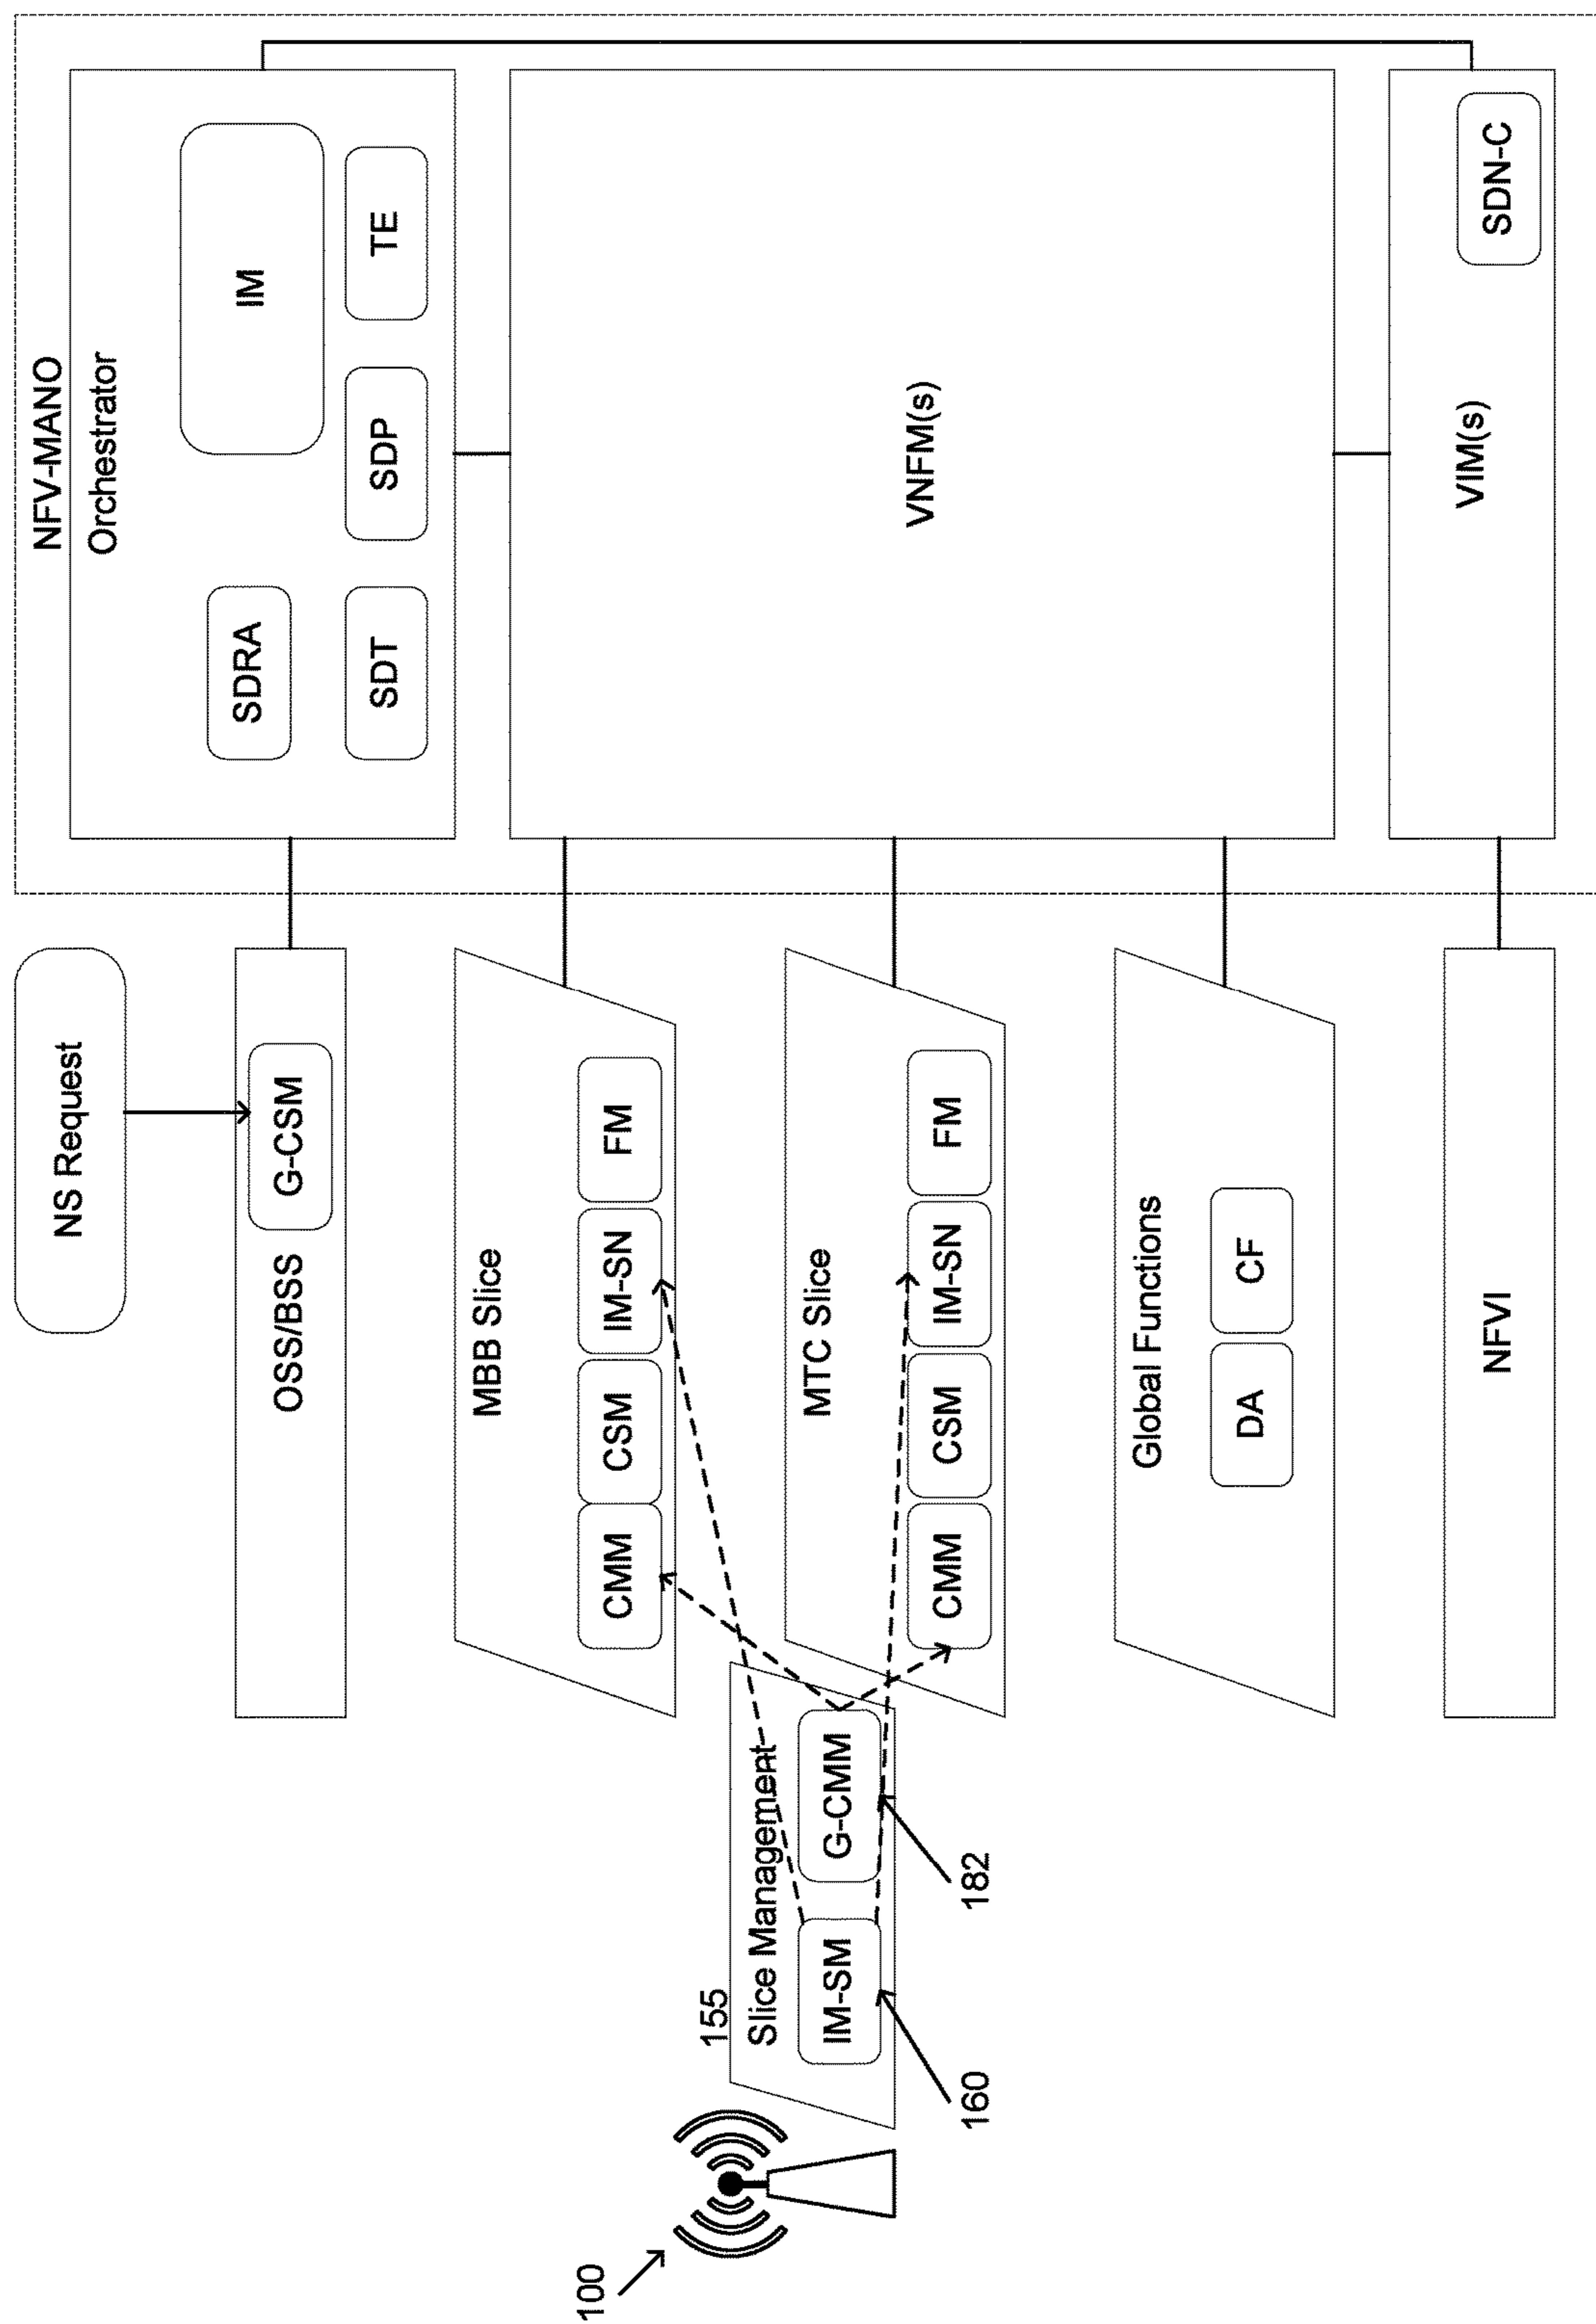 NS Request
NFV-MANO
OSS/BSS
G-CSM
Orchestrator
SDRA
IM
SDT
SDP
TE
MBB Slice
CMM
CSM
IM-SN
FM
100
155
Slice Management
IM-SM
G-CMM
160
182
MTC Slice
CMM
CSM
IM-SN
FM
VNFM(s)
Global Functions
DA
CF
NFVI
VIM(s)
SDN-C